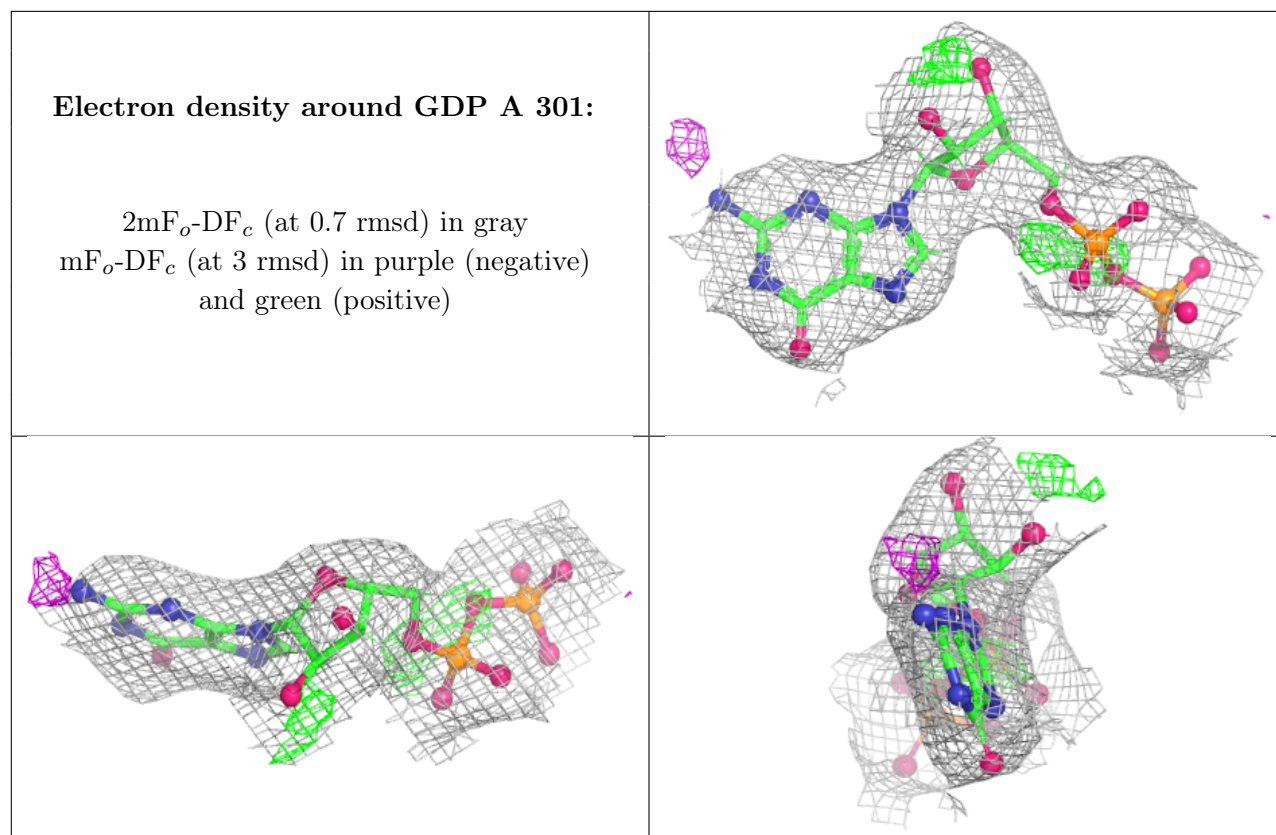 Electron density around GDP A 301:
2mFo-DFc (at 0.7 rmsd) in gray
mFo-DFc (at 3 rmsd) in purple (negative)
and green (positive)